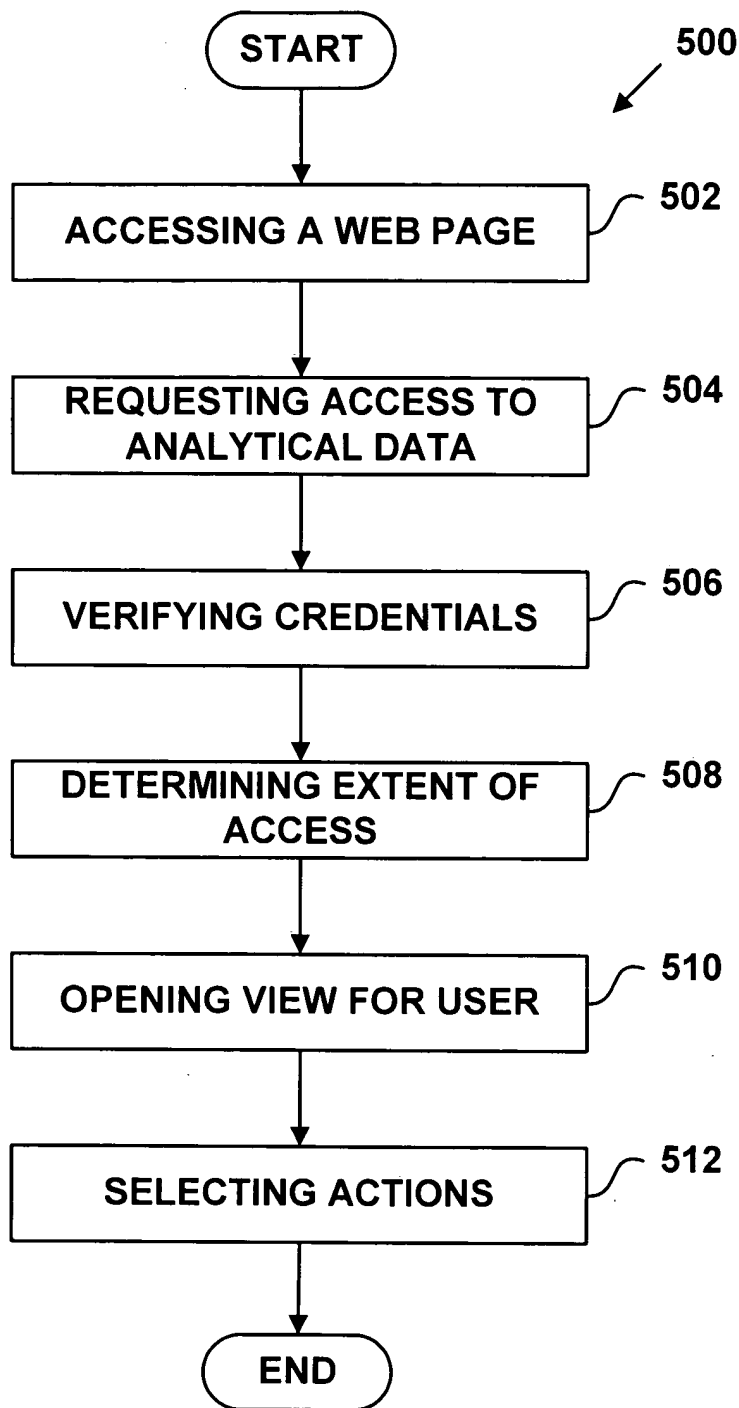 START
500
ACCESSING A WEB PAGE
502
REQUESTING ACCESS TO
ANALYTICAL DATA
504
VERIFYING CREDENTIALS
506
DETERMINING EXTENT OF
ACCESS
508
OPENING VIEW FOR USER
510
SELECTING ACTIONS
512
END